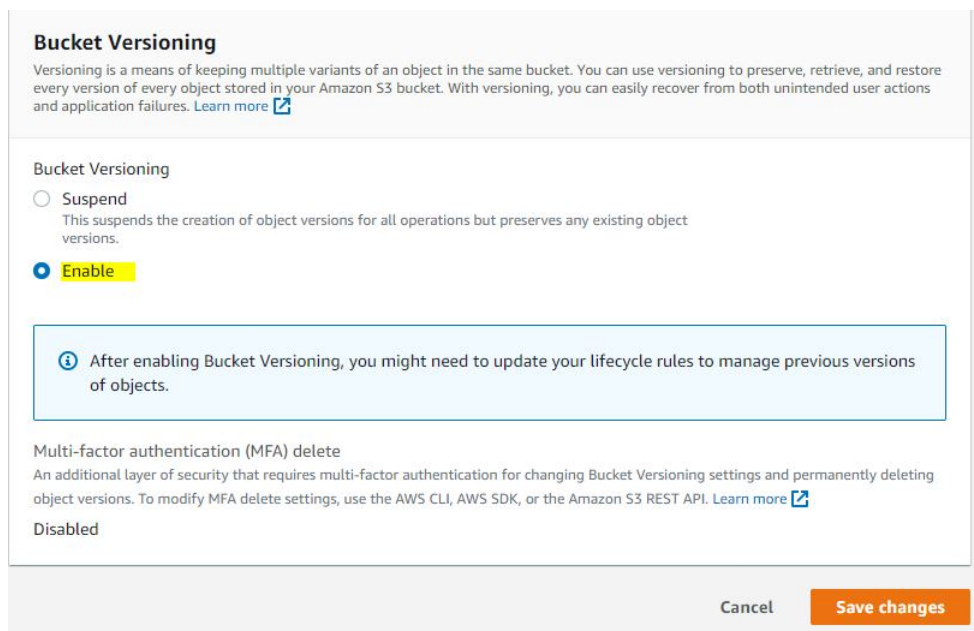 Bucket Versioning
Versioning is a means of keeping multiple variants of an object in the same bucket. You can use versioning to preserve, retrieve, and restore
every version of every object stored in your Amazon S3 bucket. With versioning, you can easily recover from both unintended user actions
and application failures. Learn more
Bucket Versioning
Suspend
This suspends the creation of object versions for all operations but preserves any existing object
versions.
Enable
After enabling Bucket Versioning, you might need to update your lifecycle rules to manage previous versions
of objects.
Multi-factor authentication (MFA) delete
An additional layer of security that requires multi-factor authentication for changing Bucket Versioning settings and permanently deleting
object versions. To modify MFA delete settings, use the AWS CLI, AWS SDK, or the Amazon S3 REST API. Learn more
Disabled
Cancel Save changes